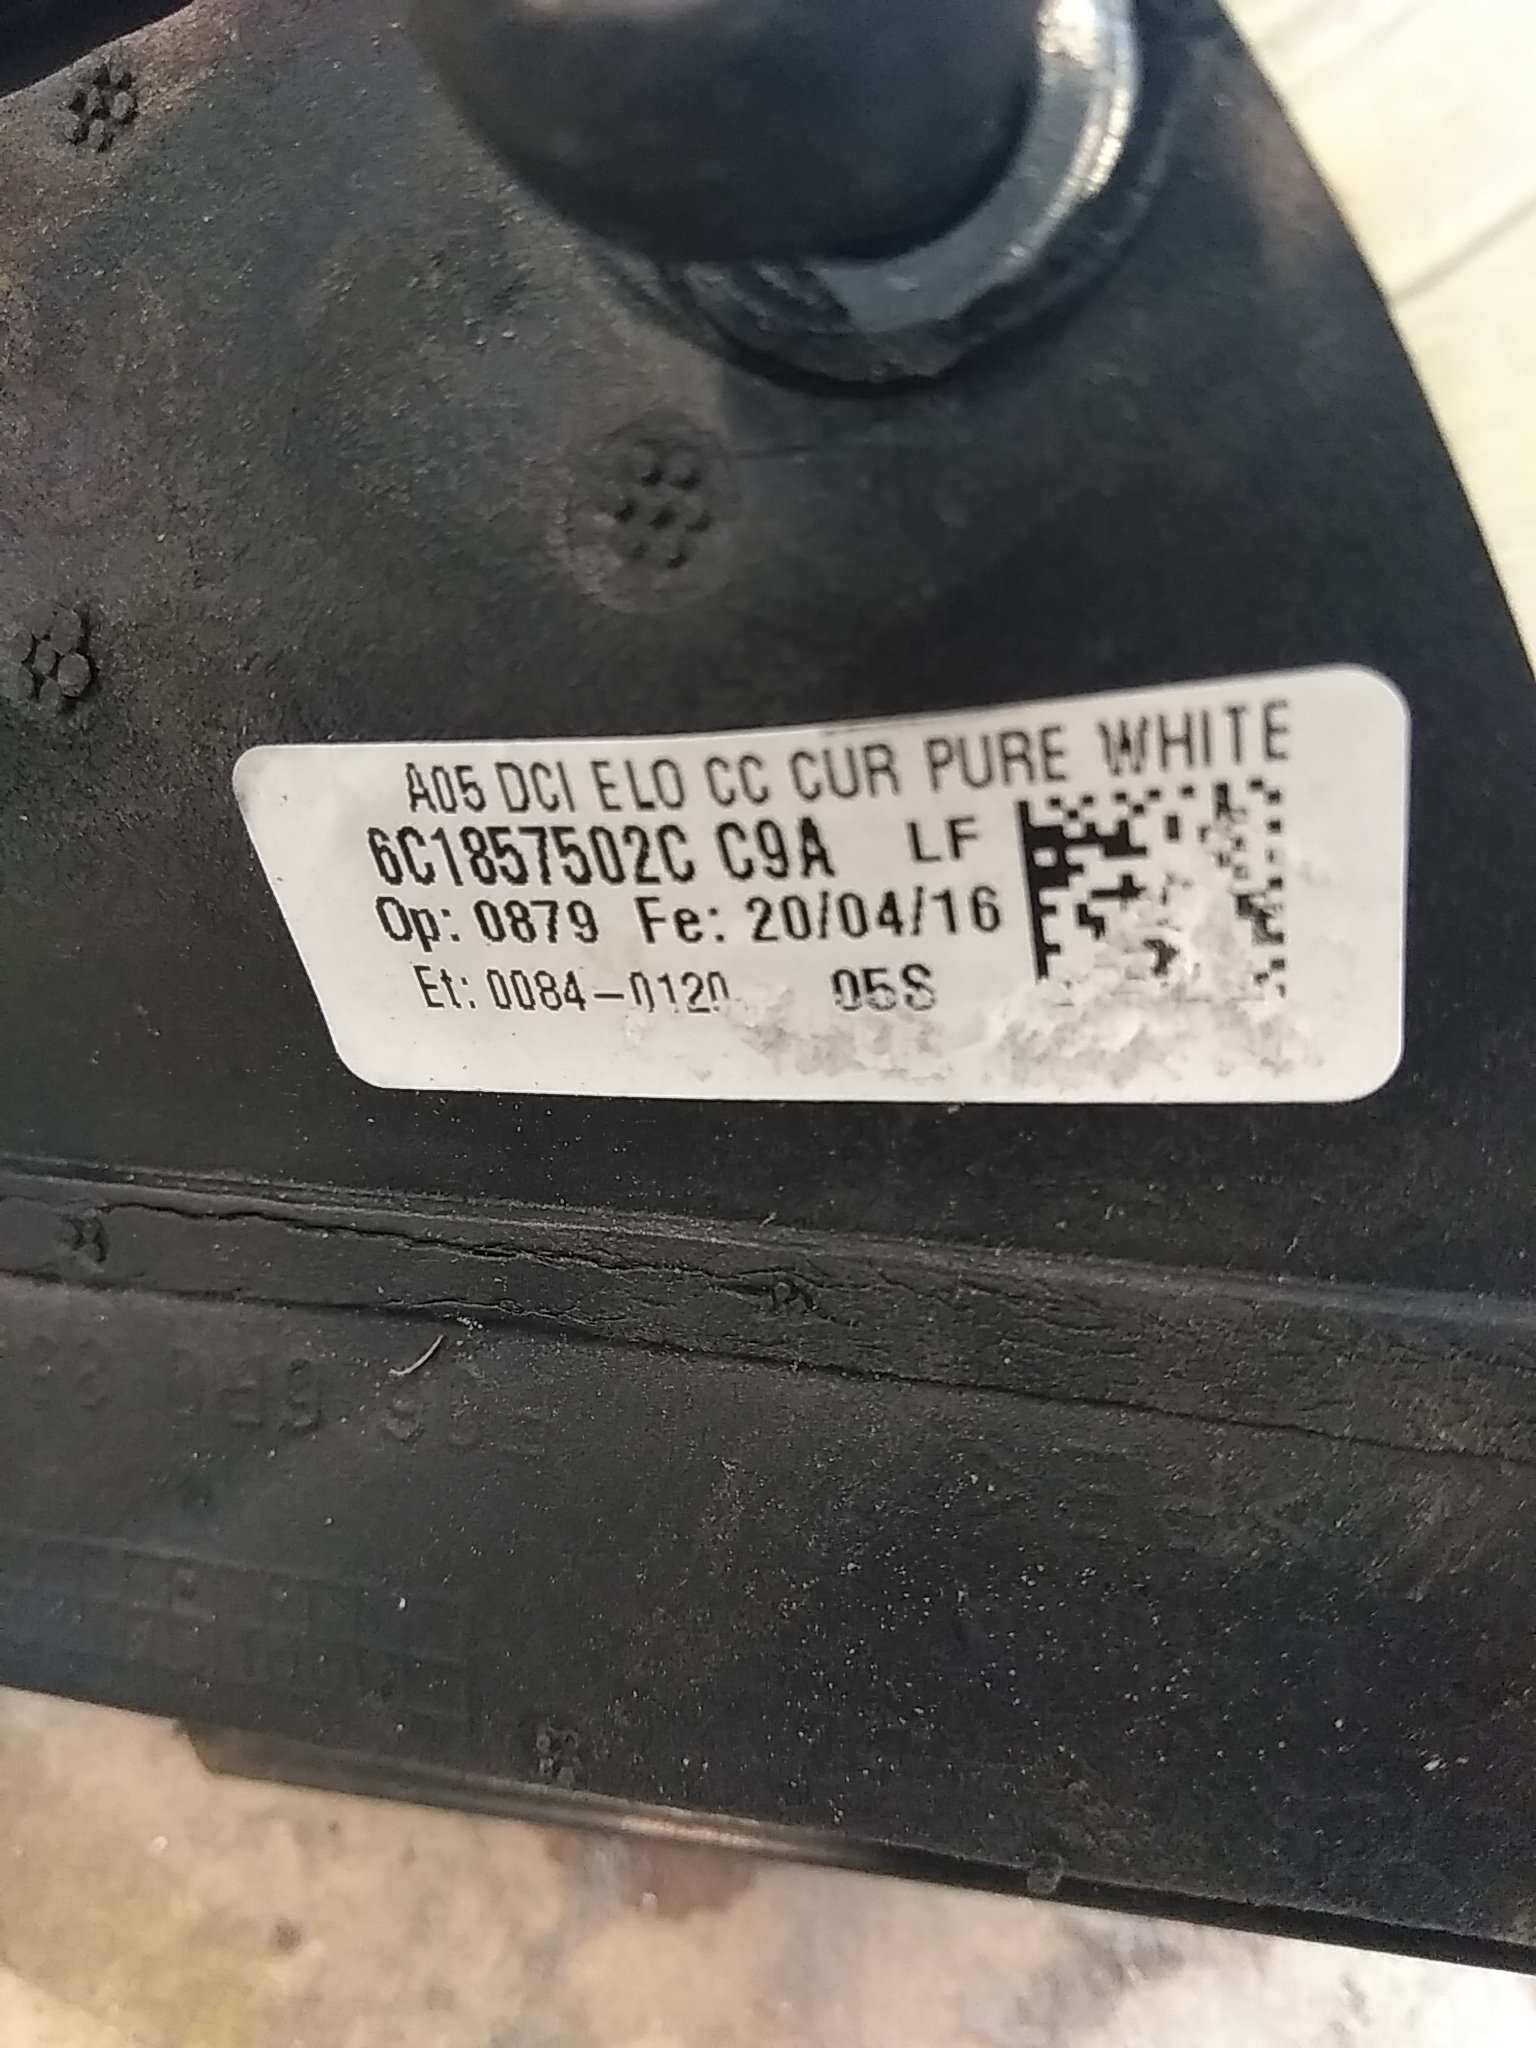 A05 DCI ELO CC CUR PURE WHITE
6C1857502C C9A LF
Op: 0879 Fe: 20/04/16
Et: 0084-0120 05S